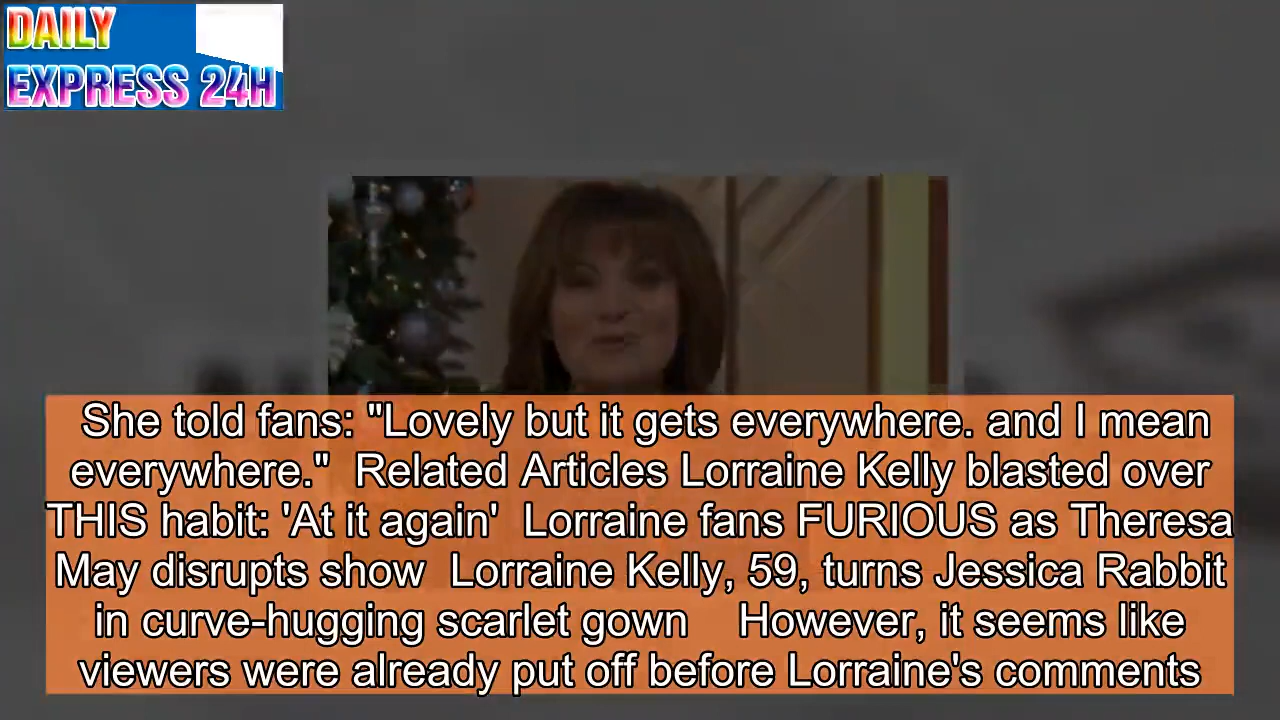 DAILY
EXPRESS 24H
She told fans: "Lovely but it gets everywhere. and I mean
everywhere."  Related Articles Lorraine Kelly blasted over
THIS habit: 'At it again'  Lorraine fans FURIOUS as Theresa
May disrupts show  Lorraine Kelly, 59, turns Jessica Rabbit
in curve-hugging scarlet gown    However, it seems like
viewers were already put off before Lorraine's comments